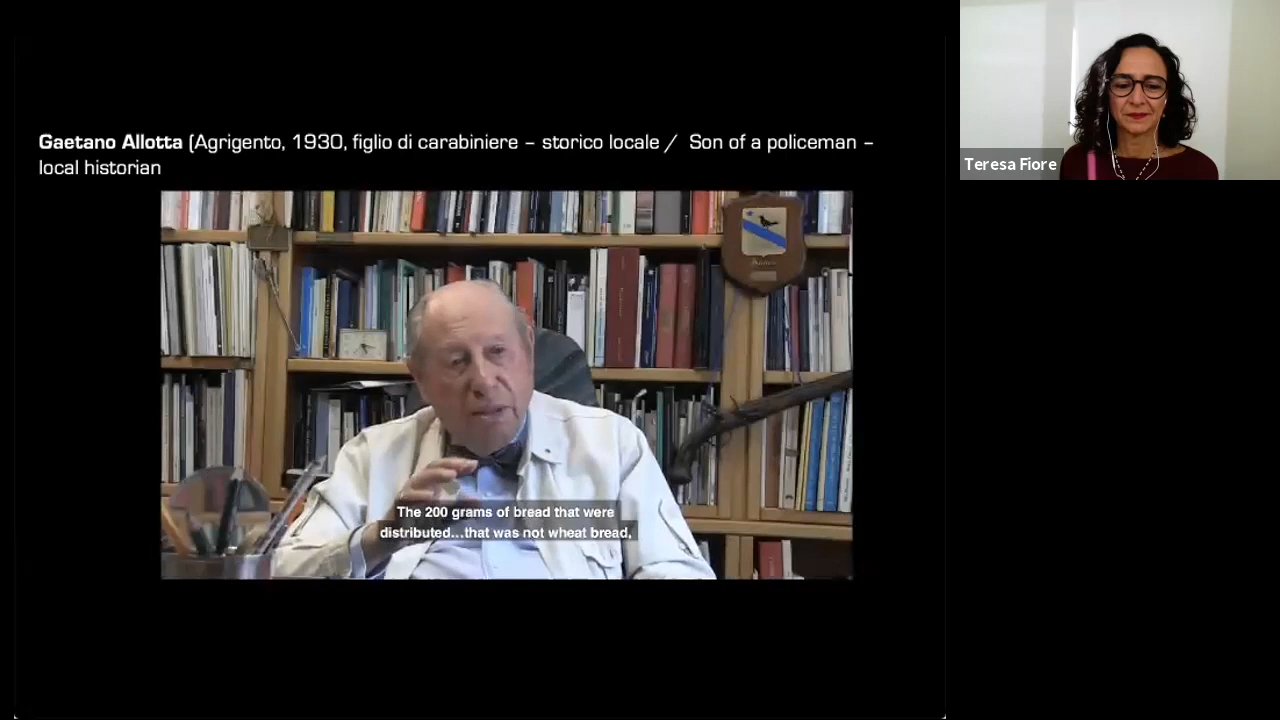 Gaetano Allotta (Agrigento, 1930, figlio di carabiniere – storico locale / Son of a policeman –
local historian
Teresa Fiore
The 200 grams of bread that were
distributed...that was not wheat bread,